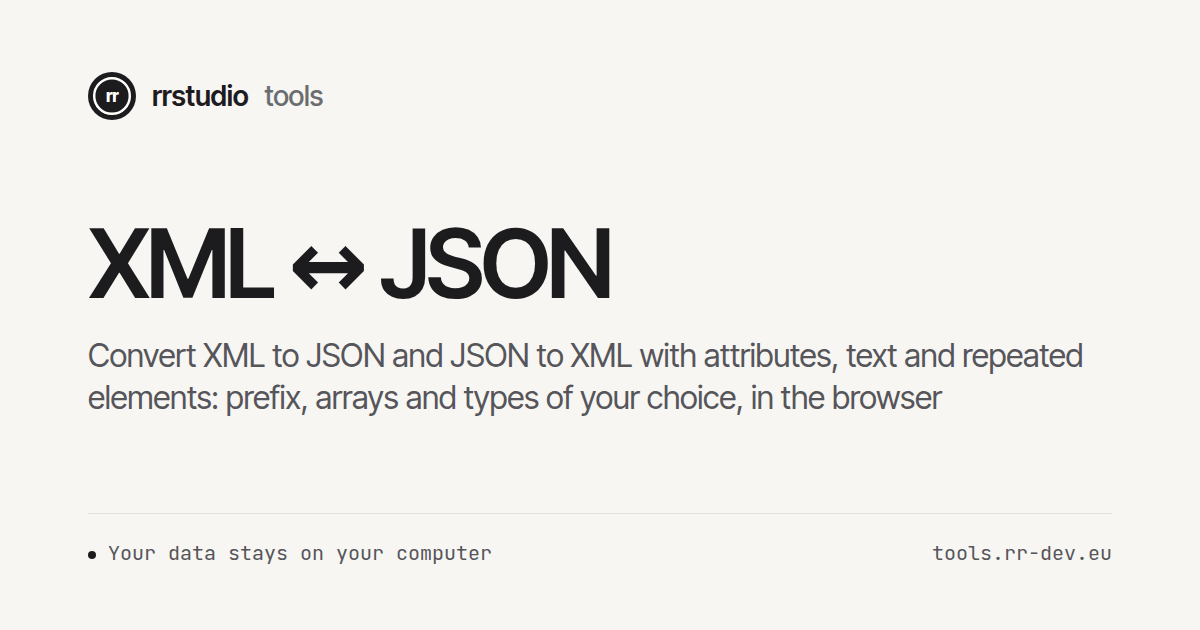 rr rrstudio tools
XML ↔ JSON
Convert XML to JSON and JSON to XML with attributes, text and repeated
elements: prefix, arrays and types of your choice, in the browser
Your data stays on your computer
tools.rr-dev.eu